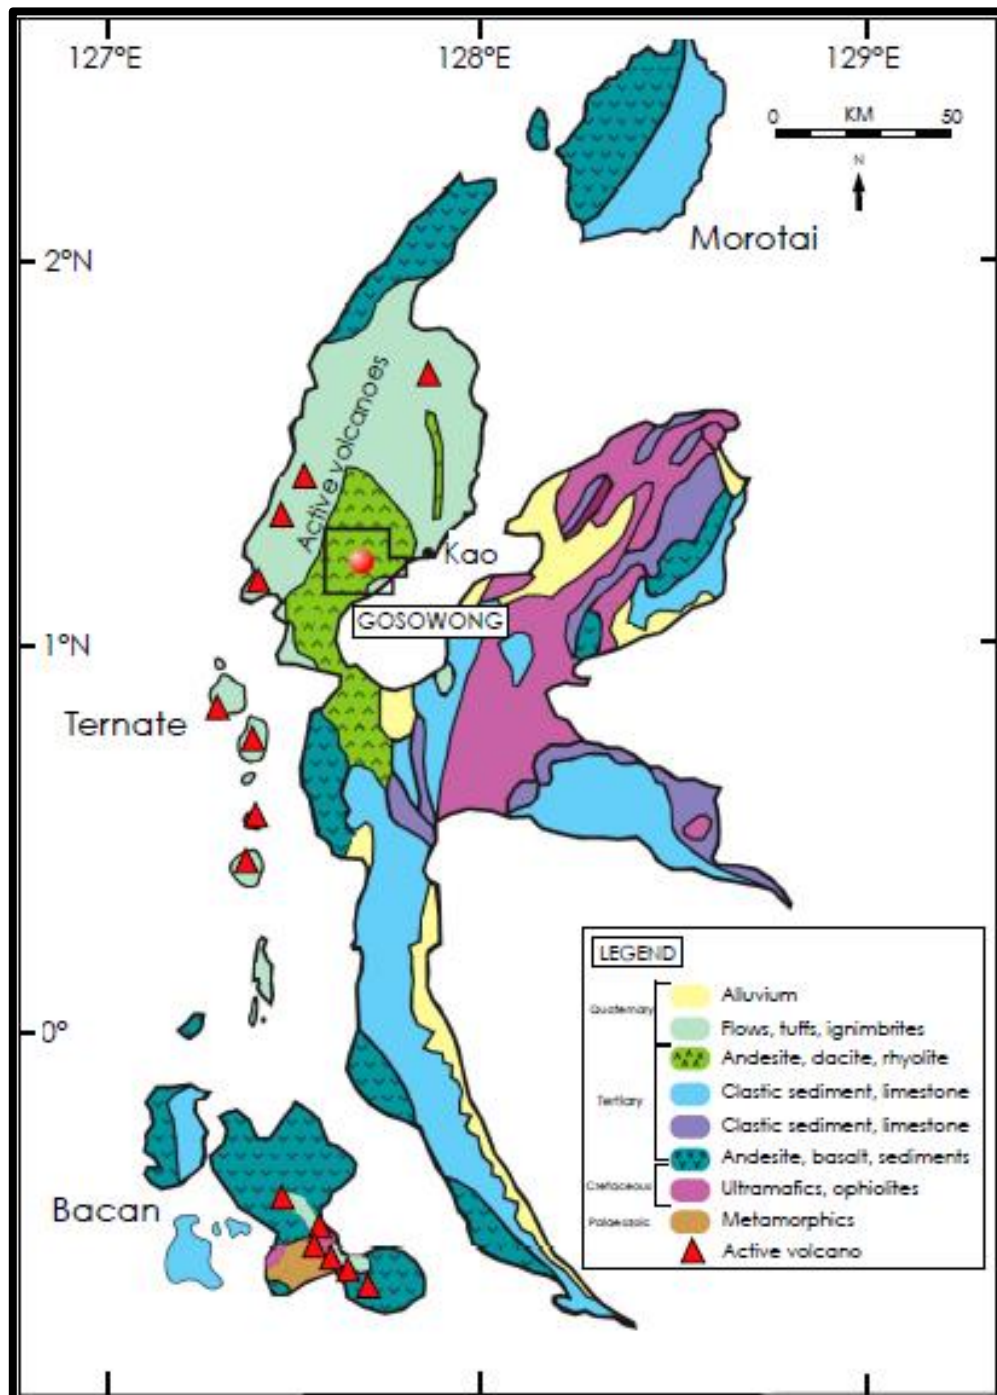 127°E 128°E 129°E
0 KM 50
N
Morotai
2°N
Active volcanoes
Kao
GOSOWONG
1°N
Ternate
LEGEND
Quaternary
Alluvium
Flows, tuffs, ignimbrites
0°
Andesite, dacite, rhyolite
Tertiary
Clastic sediment, limestone
Clastic sediment, limestone
Andesite, basalt, sediments
Cretaceous
Ultramafics, ophiolites
Bacan
Palaeozoic
Metamorphics
Active volcano